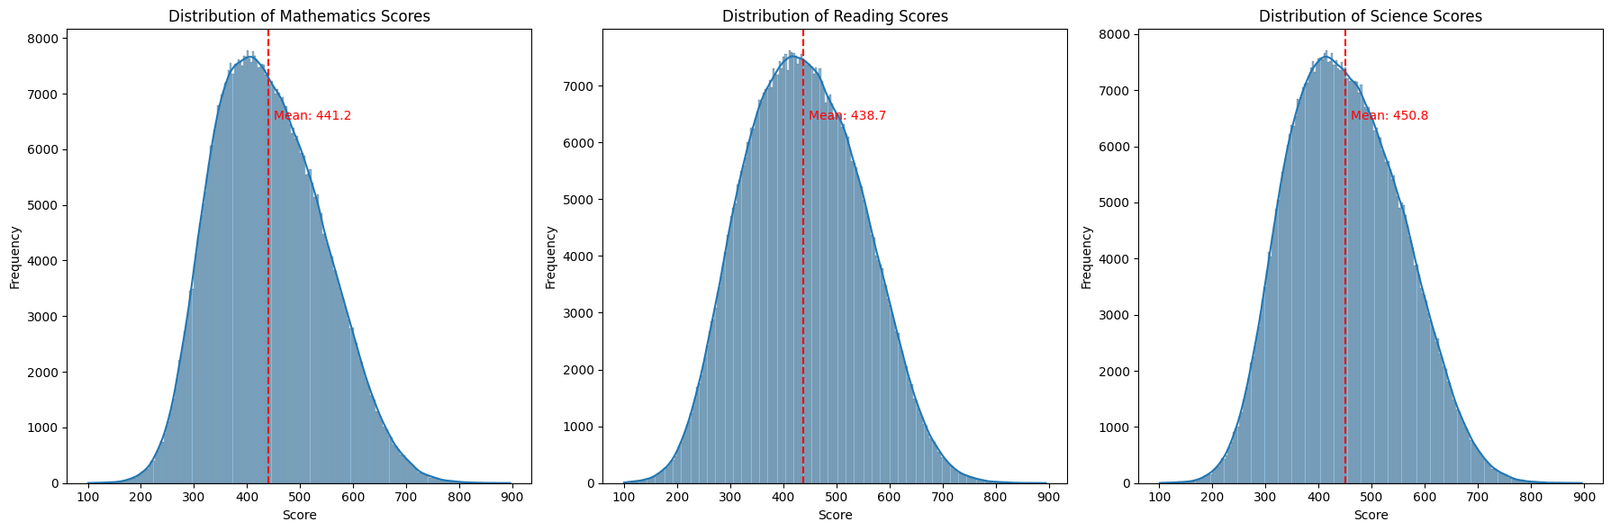 Distribution of Mathematics Scores
8000
7000
6000
5000
4000
3000
2000
1000
0
Frequency
Mean: 441.2
100 200 300 400 500 600 700 800 900
Score
Distribution of Reading Scores
7000
6000
5000
4000
3000
2000
1000
0
Frequency
Mean: 438.7
100 200 300 400 500 600 700 800 900
Score
Distribution of Science Scores
8000
7000
6000
5000
4000
3000
2000
1000
0
Frequency
Mean: 450.8
100 200 300 400 500 600 700 800 900
Score